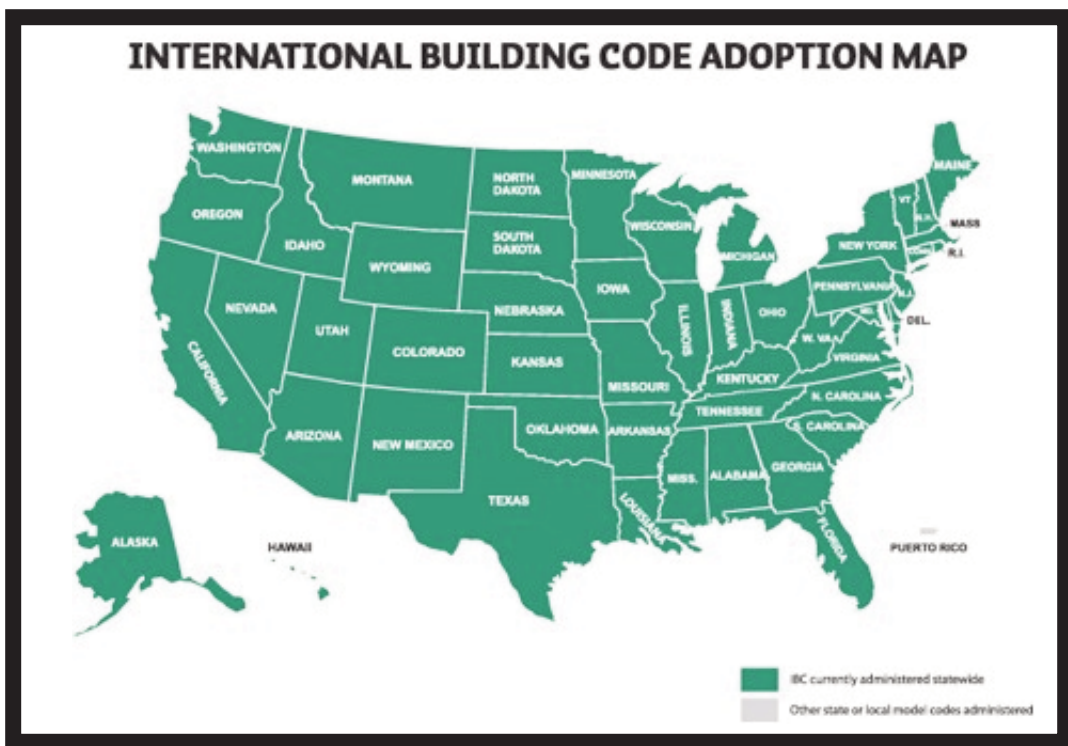 INTERNATIONAL BUILDING CODE ADOPTION MAP
WASHINGTON
MONTANA
NORTH
DAKOTA
MINNESOTA
MAINE
VT
N.H.
OREGON
IDAHO
SOUTH
DAKOTA
WISCONSIN
MICHIGAN
NEW YORK
MASS
CONN
R.I.
WYOMING
IOWA
PENNSYLVANIA
N.J.
NEVADA
NEBRASKA
ILLINOIS
INDIANA
OHIO
DEL.
UTAH
COLORADO
KANSAS
MISSOURI
W. VA
VIRGINIA
CALIFORNIA
KENTUCKY
N. CAROLINA
TENNESSEE
ARIZONA
NEW MEXICO
OKLAHOMA
ARKANSAS
S. CAROLINA
MISS.
ALABAMA
GEORGIA
TEXAS
LOUISIANA
FLORIDA
ALASKA
HAWAII
PUERTO RICO
IBC currently administered statewide
Other state or local model codes administered